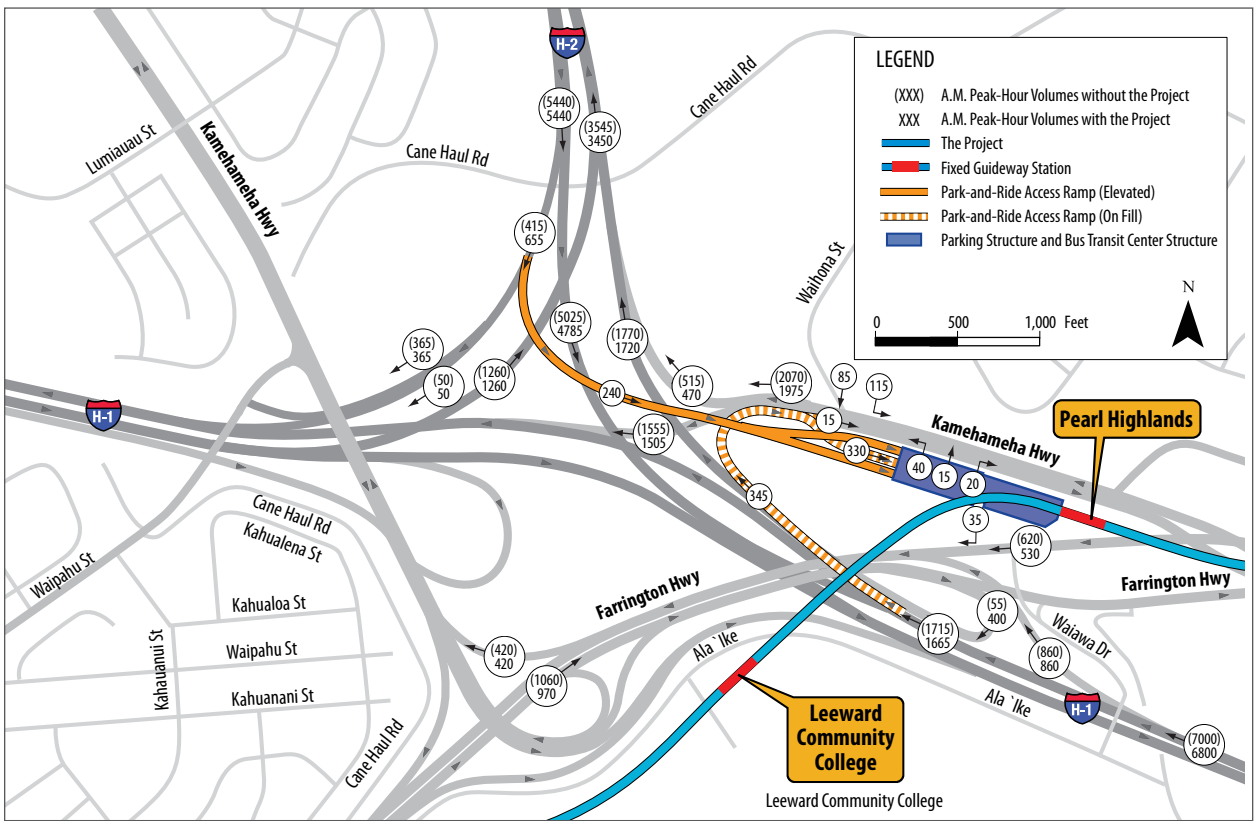 H-2
LEGEND
(XXX) A.M. Peak-Hour Volumes without the Project
XXX A.M. Peak-Hour Volumes with the Project
The Project
Fixed Guideway Station
Park-and-Ride Access Ramp (Elevated)
Park-and-Ride Access Ramp (On Fill)
Parking Structure and Bus Transit Center Structure
N
0 500 1,000 Feet
Cane Haul Rd
(5440)
5440
(3545)
3450
Lumiauau St
Kamehameha Hwy
Cane Haul Rd
(415)
655
Waihona St
(5025)
4785
(1770)
1720
(365)
365
(50)
50
(1260)
1260
(515)
470
(2070)
1975
85
115
H-1
240
(1555)
1505
15
330
Kamehameha Hwy
Pearl Highlands
40
15
20
345
35
Cane Haul Rd
Kahualena St
(620)
530
Waipahu St
Farrington Hwy
Farrington Hwy
Kahualoa St
(55)
400
Waiawa Dr
(1715)
1665
Kahauanui St
Waipahu St
(420)
420
Ala `Ike
(860)
860
(1060)
970
Kahuanani St
Ala `Ike
H-1
Leeward
Community
College
(7000)
6800
Cane Haul Rd
Leeward Community College